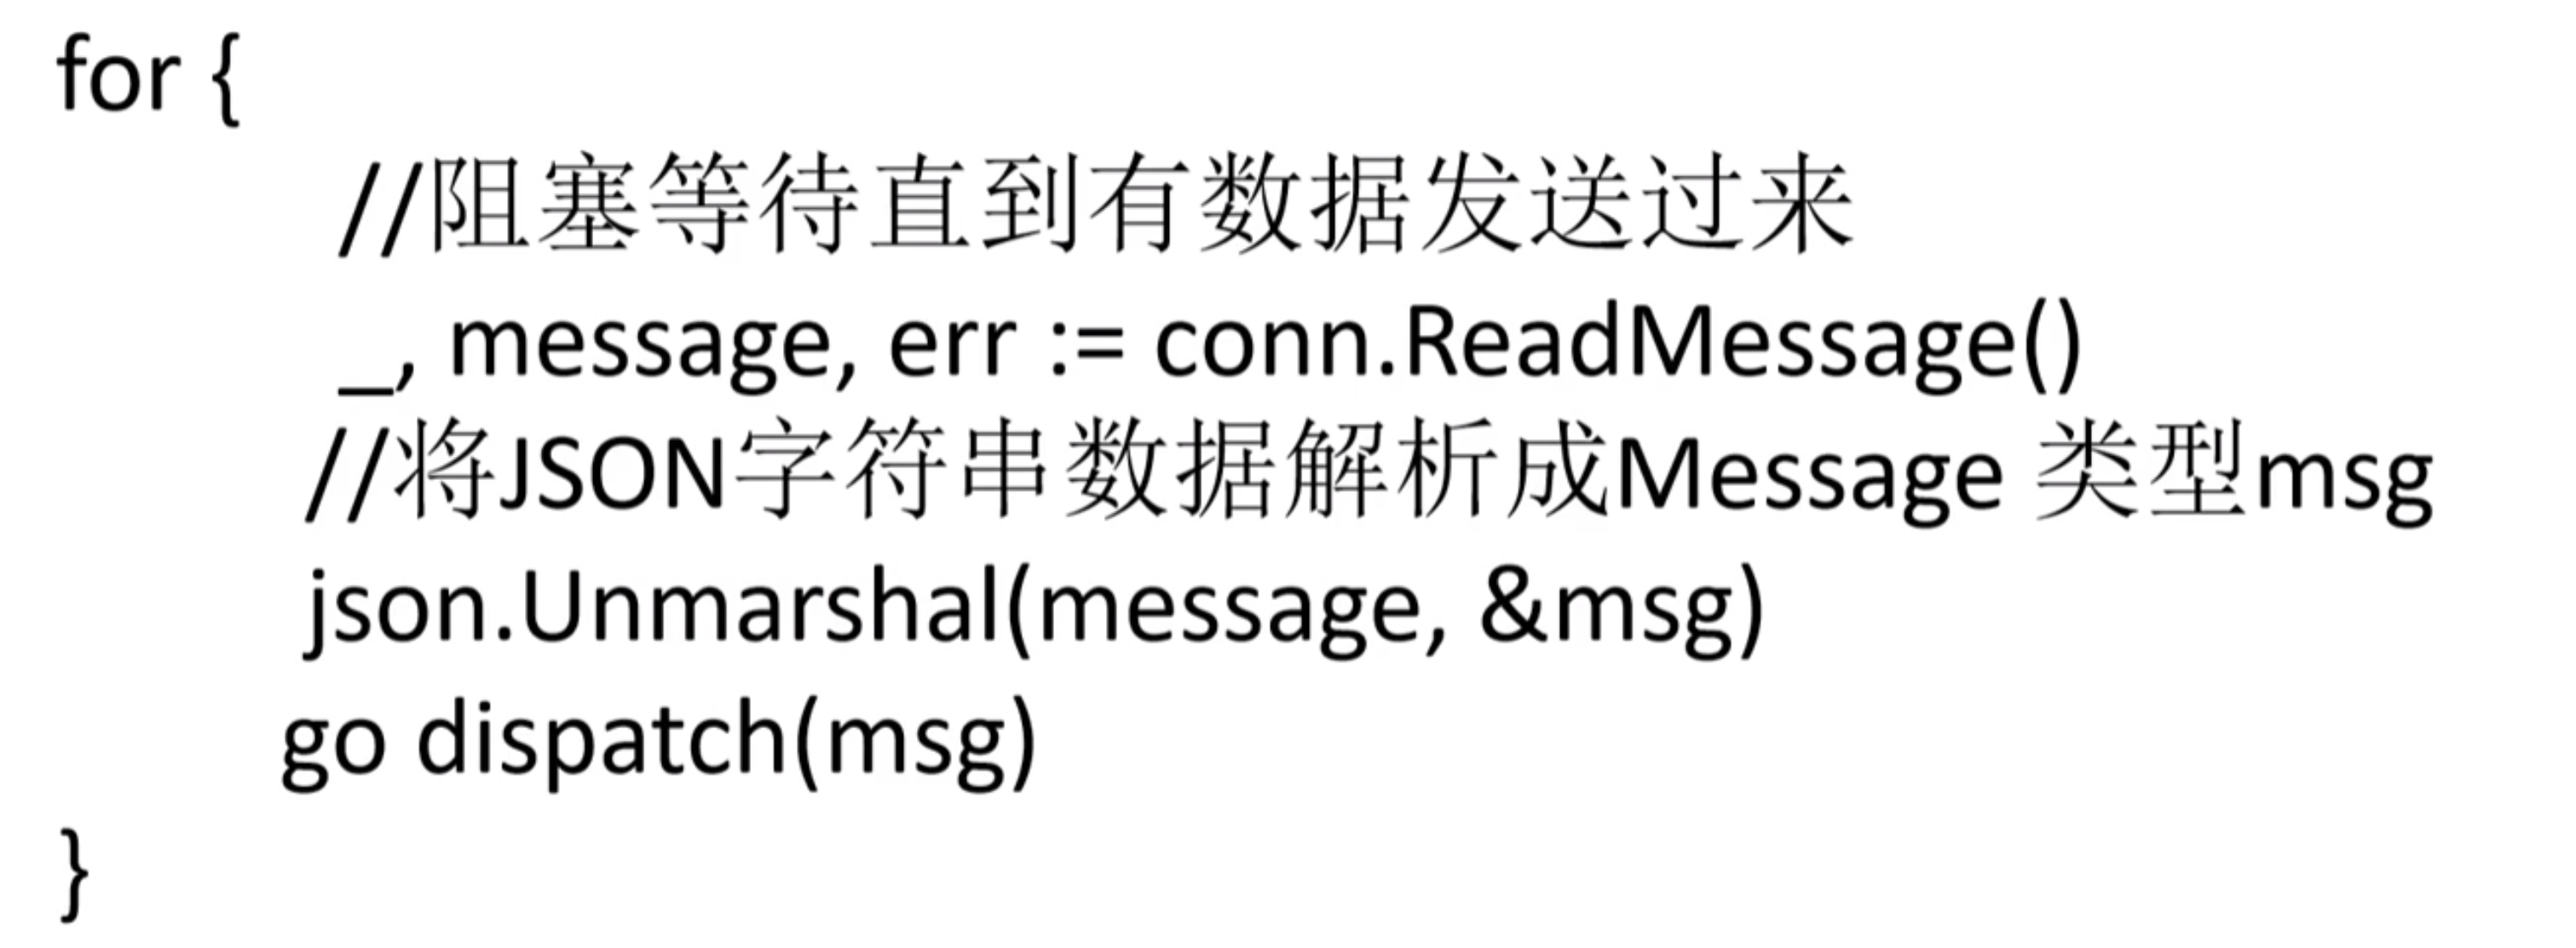 for {
//阻塞等待直到有数据发送过来
_, message, err := conn.ReadMessage()
//将JSON字符串数据解析成Message 类型msg
json.Unmarshal(message, &msg)
go dispatch(msg)
}